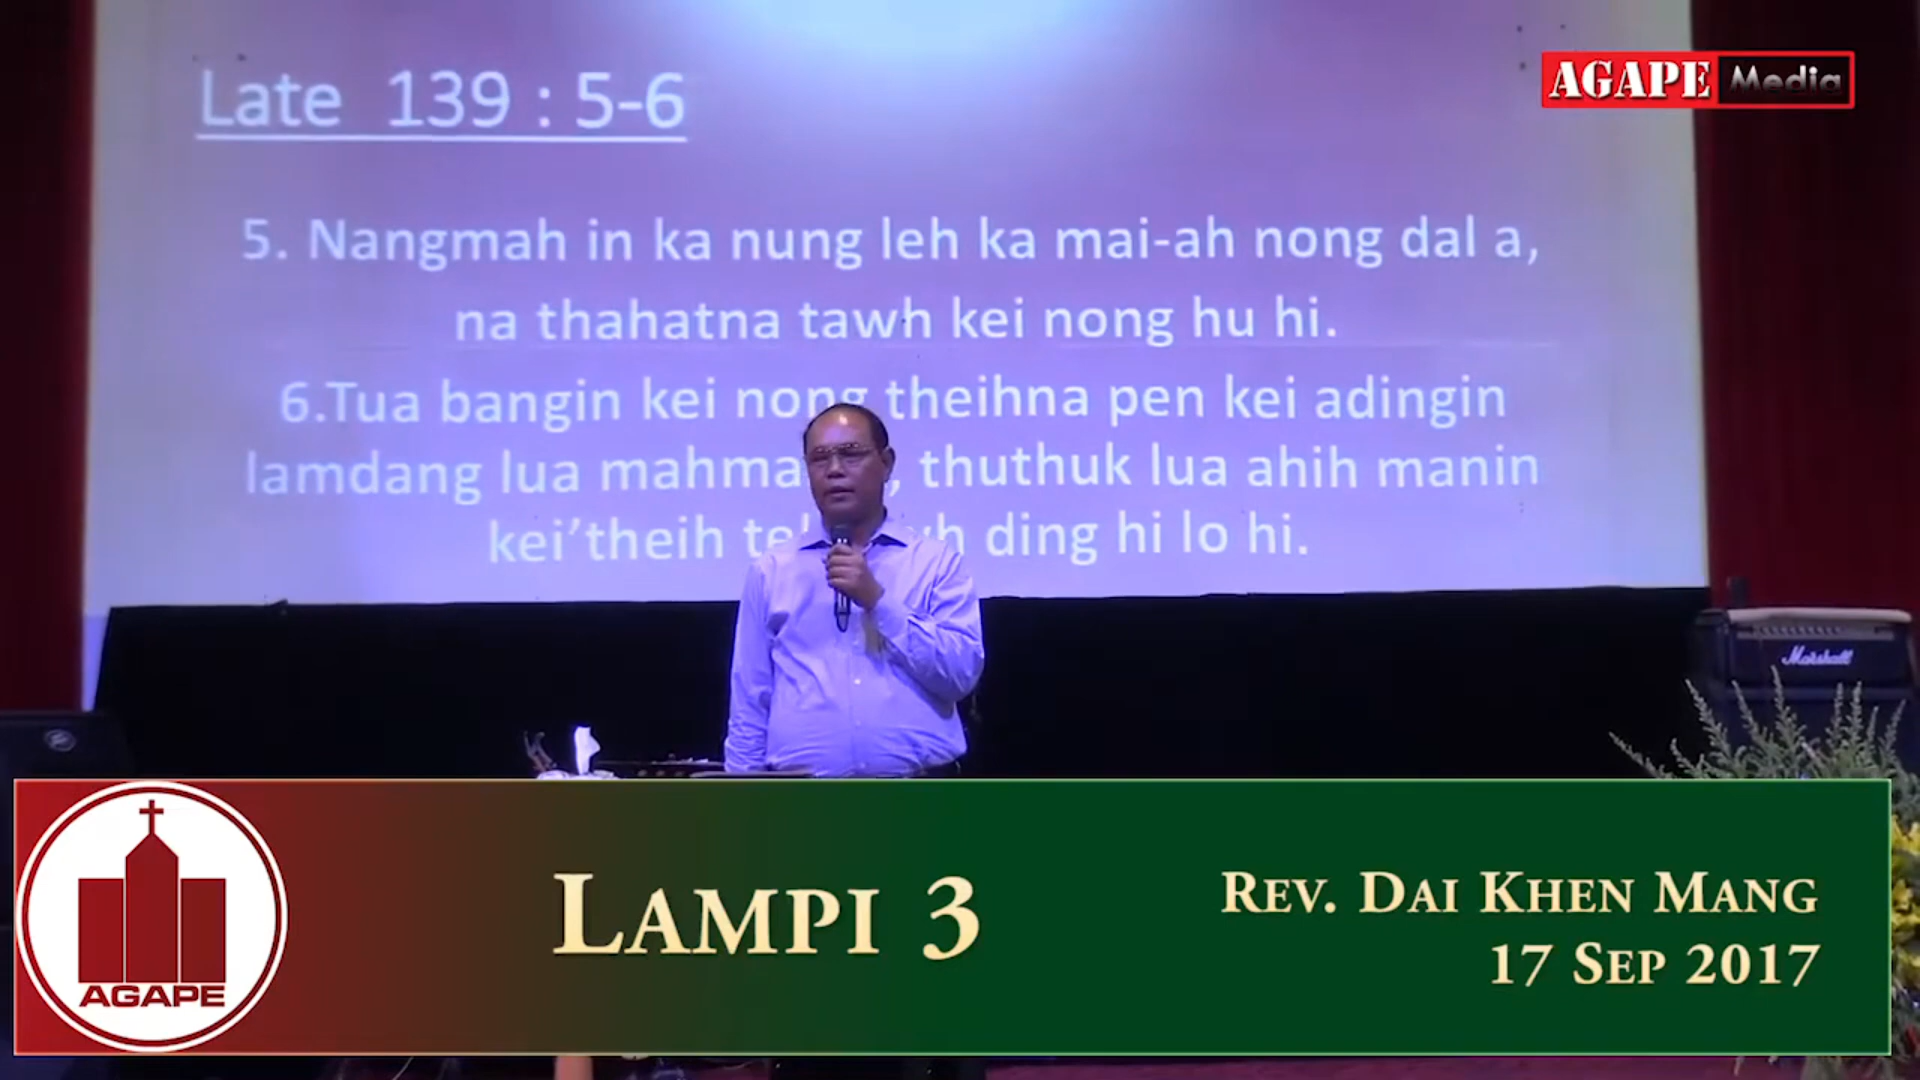 Late 139 : 5-6
AGAPE Media
5. Nangmah in ka nung leh ka mai-ah nong dal a,
na thahatna tawh kei nong hu hi.
6.Tua bangin kei nong theihna pen kei adingin
lamdang lua , thuthuk lua ahih manin
kei’theih ding hi lo hi.
Marshall
AGAPE
LAMPI 3
REV. DAI KHEN MANG
17 SEP 2017